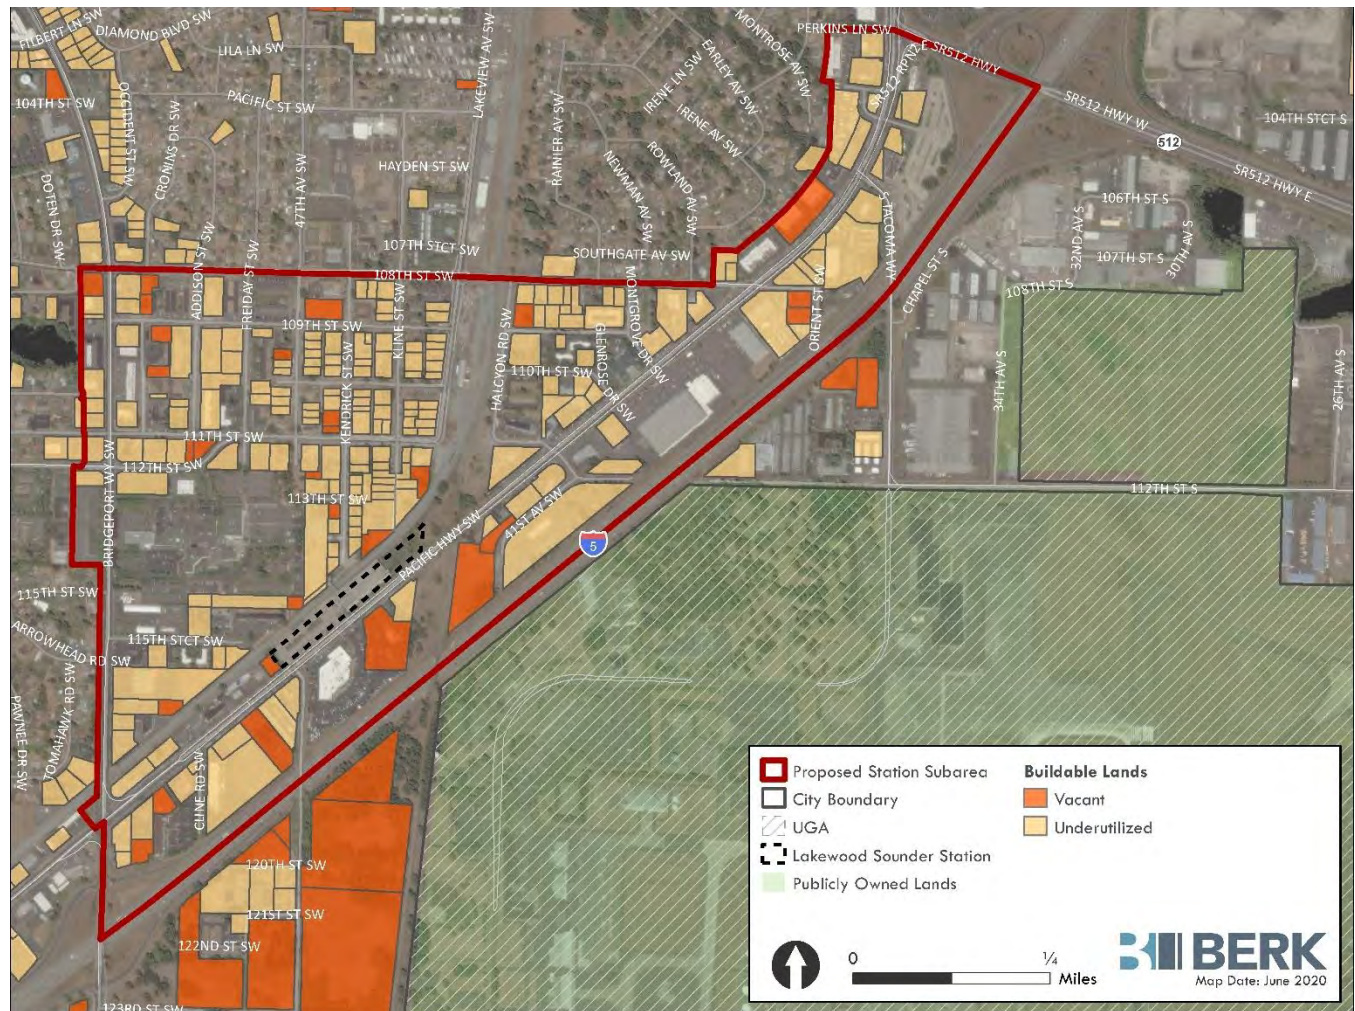 FILBERT LN SW
DIAMOND BLVD SW
LILA LN SW
LAKEVIEW AV SW
MONTROSE AV SW
PERKINS LN SW
EARLEY AV SW
IRENE LN SW
SR512 RPNZ E
SR512 HWY
104TH ST SW
OCCIDENT ST SW
PACIFIC ST SW
CRONINS DR SW
RAINIER AV SW
IRENE AV SW
ROWLAND AV SW
NEWMAN AV SW
SR512 HWY W
512
104TH STCT S
SR512 HWY E
HAYDEN ST SW
47TH AV SW
DOTEN DR SW
107TH STCT SW
SOUTHGATE AV SW
S TACOMA WY
106TH ST S
32ND AV S
30TH AV S
107TH ST S
108TH ST S
CHAPEL ST S
108TH ST SW
ADDISON ST SW
FREIDAY ST SW
109TH ST SW
KLINE ST SW
KENDRICK ST SW
HALCYON RD SW
110TH ST SW
GLENROSE DR SW
MONTGROVE DR SW
ORIENT ST SW
34TH AV S
26TH AV S
111TH ST SW
112TH ST SW
113TH ST SW
112TH ST S
BRIDGEPORT WY SW
41ST AV SW
PACIFIC HWY SW
5
115TH ST SW
115TH STCT SW
ARROWHEAD RD SW
TOMAHAWK RD SW
PAWNEE DR SW
CLINE RD SW
120TH ST SW
121ST ST SW
122ND ST SW
123RD ST SW
Proposed Station Subarea
City Boundary
UGA
Lakewood Sounder Station
Publicly Owned Lands
Buildable Lands
Vacant
Underutilized
0 ¼
Miles
BERK
Map Date: June 2020